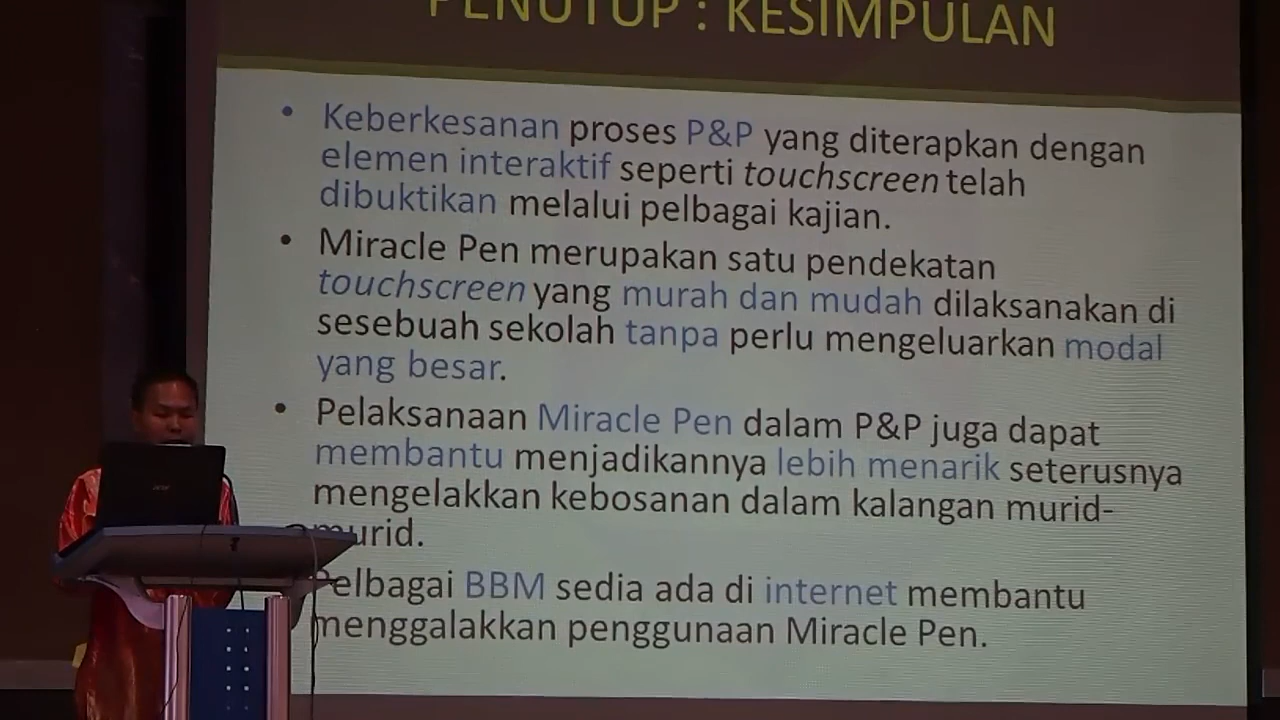 PENUTUP : KESIMPULAN
• Keberkesanan proses P&P yang diterapkan dengan
elemen interaktif seperti touchscreen telah
dibuktikan melalui pelbagai kajian.
• Miracle Pen merupakan satu pendekatan
touchscreen yang murah dan mudah dilaksanakan di
sesebuah sekolah tanpa perlu mengeluarkan modal
yang besar.
• Pelaksanaan Miracle Pen dalam P&P juga dapat
membantu menjadikannya lebih menarik seterusnya
mengelakkan kebosanan dalam kalangan murid-
murid.
Pelbagai BBM sedia ada di internet membantu
menggalakkan penggunaan Miracle Pen.
acer